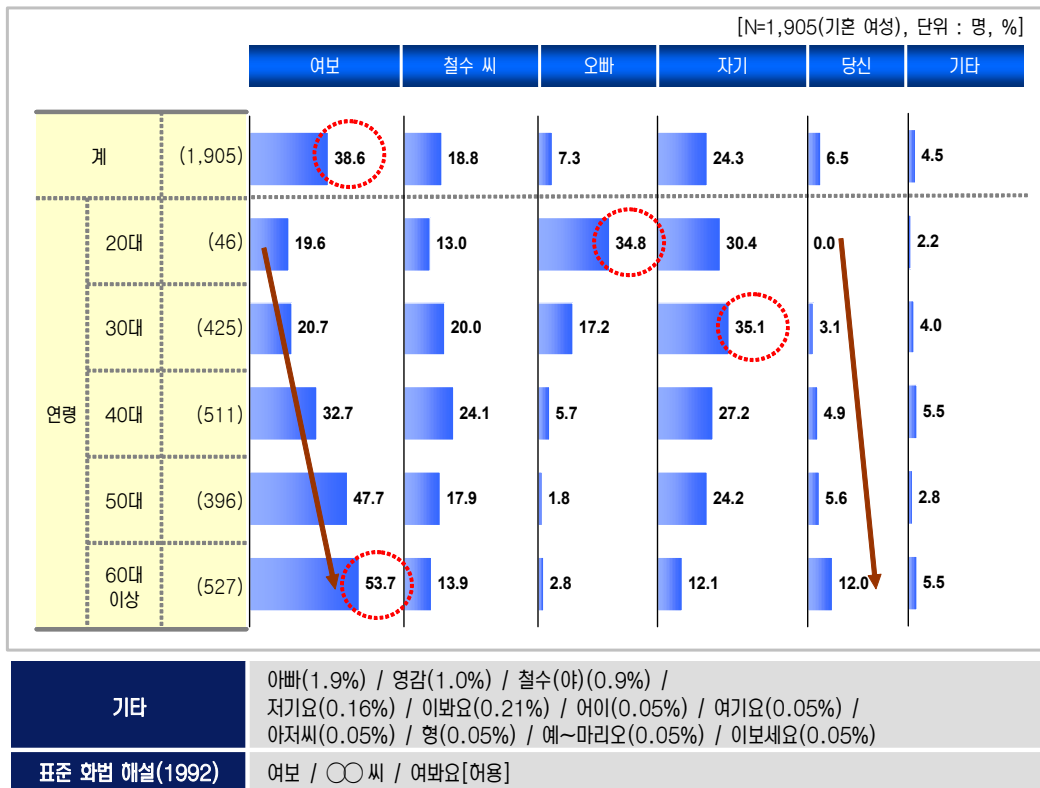 [N=1,905(기혼 여성), 단위 : 명, %]
여보 철수 씨 오빠 자기 당신 기타
계 (1,905) 38.6 18.8 7.3 24.3 6.5 4.5
연령
20대 (46) 19.6 13.0 34.8 30.4 0.0 2.2
30대 (425) 20.7 20.0 17.2 35.1 3.1 4.0
40대 (511) 32.7 24.1 5.7 27.2 4.9 5.5
50대 (396) 47.7 17.9 1.8 24.2 5.6 2.8
60대
이상 (527) 53.7 13.9 2.8 12.1 12.0 5.5
기타
아빠(1.9%) / 영감(1.0%) / 철수(야)(0.9%) /
저기요(0.16%) / 이봐요(0.21%) / 어이(0.05%) / 여기요(0.05%) /
아저씨(0.05%) / 형(0.05%) / 예~마리오(0.05%) / 이보세요(0.05%)
표준 화법 해설(1992) 여보 / ○○ 씨 / 여봐요[허용]